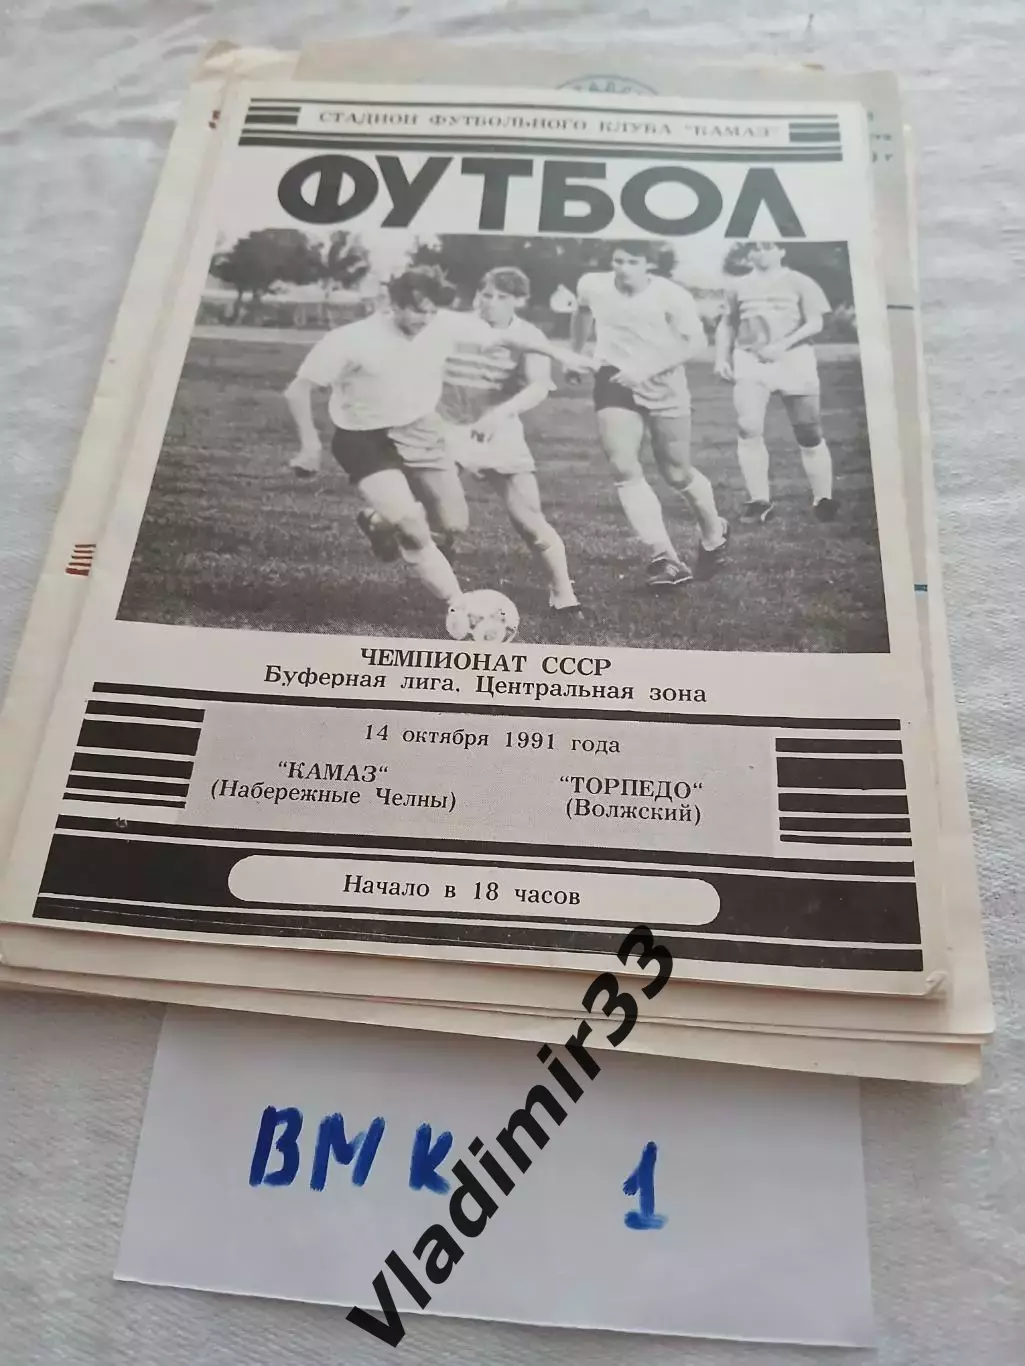 СТАДИОН ФУТБОЛЬНОГО КЛУБА "КАМАЗ"
ФУТБОЛ
ЧЕМПИОНАТ СССР
Буферная лига. Центральная зона
14 октября 1991 года
"КАМАЗ" "ТОРПЕДО"
(Набережные Челны) (Волжский)
Начало в 18 часов
ВМК 1
Vladimir33